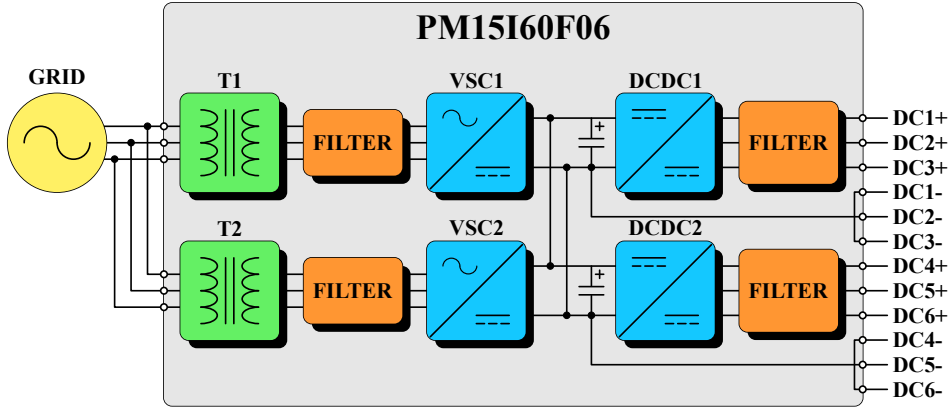 PM15I60F06
GRID
T1
VSC1
DCDC1
FILTER
FILTER
+
DC1+
DC2+
DC3+
DC1-
DC2-
DC3-
T2
VSC2
DCDC2
FILTER
FILTER
+
DC4+
DC5+
DC6+
DC4-
DC5-
DC6-